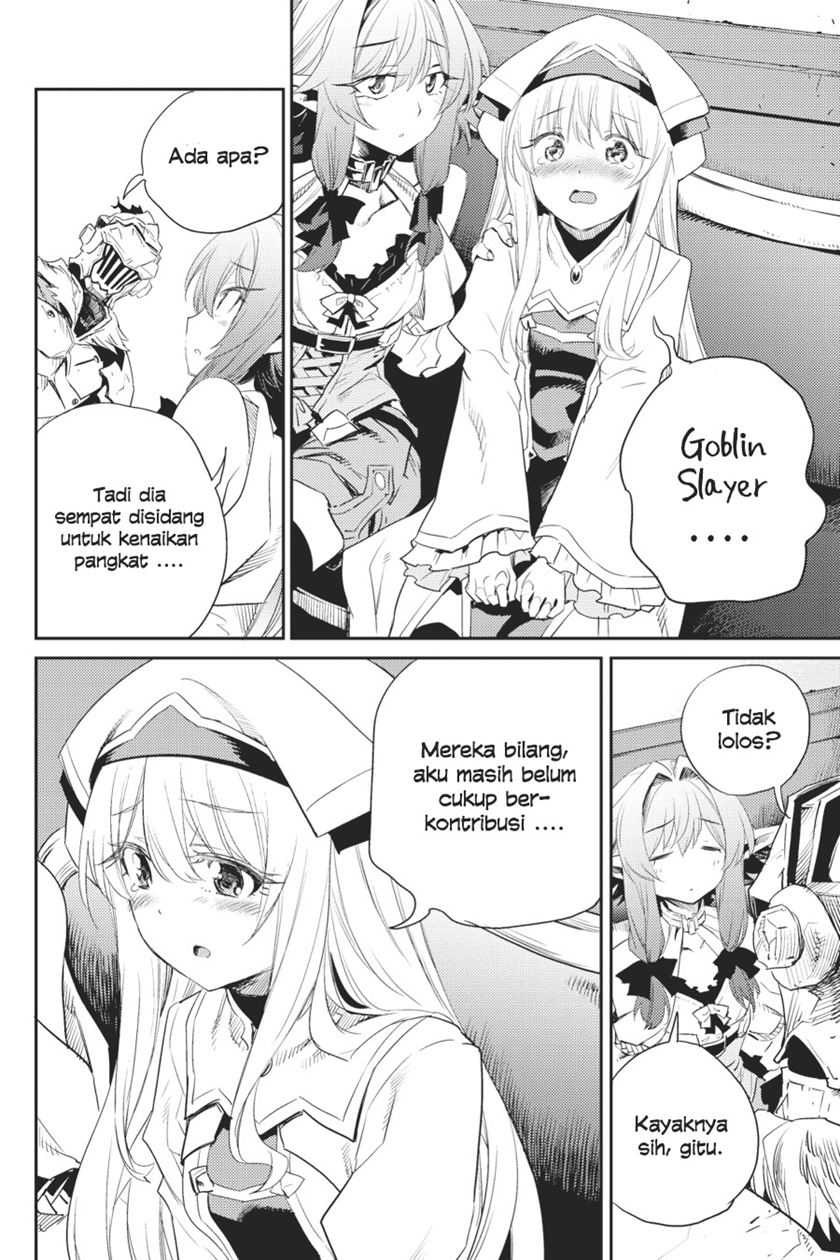 Goblin
Slayer
....
Ada apa?
Tadi dia
sempat disidang
untuk kenaikan
pangkat ....
Tidak
lolos?
Kayaknya
sih, gitu.
Mereka bilang,
aku masih belum
cukup ber-
kontribusi ....